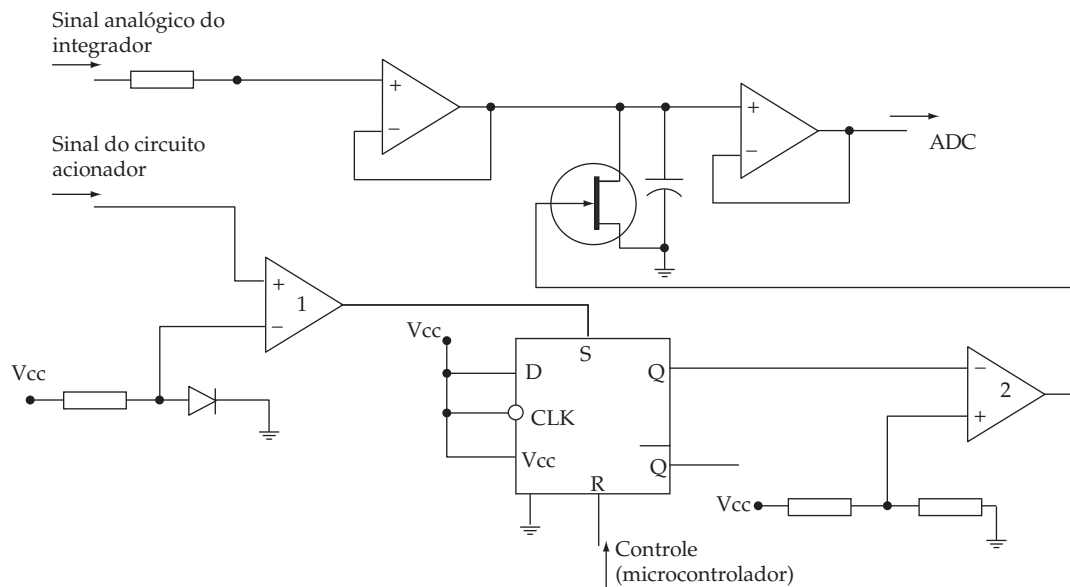 Sinal analógico do
integrador
+
−
+
−
ADC
Sinal do circuito
acionador
+
−
1
Vcc
Vcc
S
D
Q
CLK
Vcc
Q
R
−
+
2
Vcc
Controle
(microcontrolador)